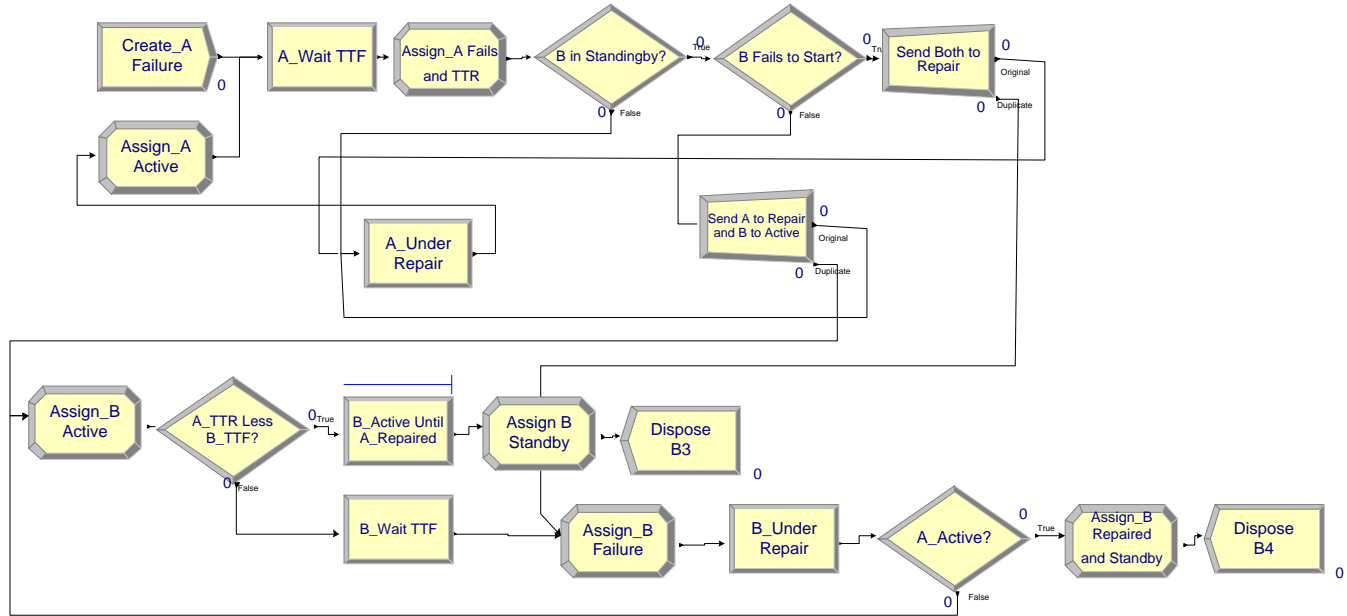 Create_A
Failure
0
A_Wait TTF
Assign_A Fails
and TTR
B in Standingby?
0
True
0
False
B Fails to Start?
0
Tru
0
False
Send Both to
Repair
0
Original
0
Duplicate
Assign_A
Active
A_Under
Repair
Send A to Repair
and B to Active
0
Original
0
Duplicate
Assign_B
Active
A_TTR Less
B_TTF?
0
True
0
False
B_Active Until
A_Repaired
Assign B
Standby
Dispose
B3
0
B_Wait TTF
Assign_B
Failure
B_Under
Repair
A_Active?
0
True
0
False
Assign_B
Repaired
and Standby
Dispose
B4
0